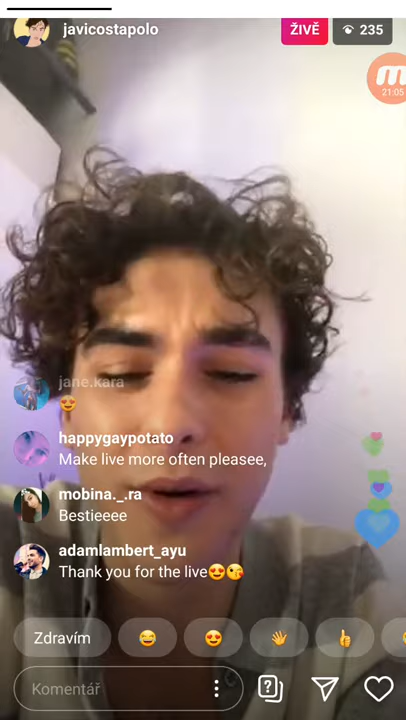 javicostapolo
ŽIVĚ
235
21:05
jane.kara
😍
happygaypotato
Make live more often pleasee,
mobina._.ra
Bestieeee
adamlambert_ayu
Thank you for the live😍😘
Zdravím
😂
😍
👋
👍
Komentář